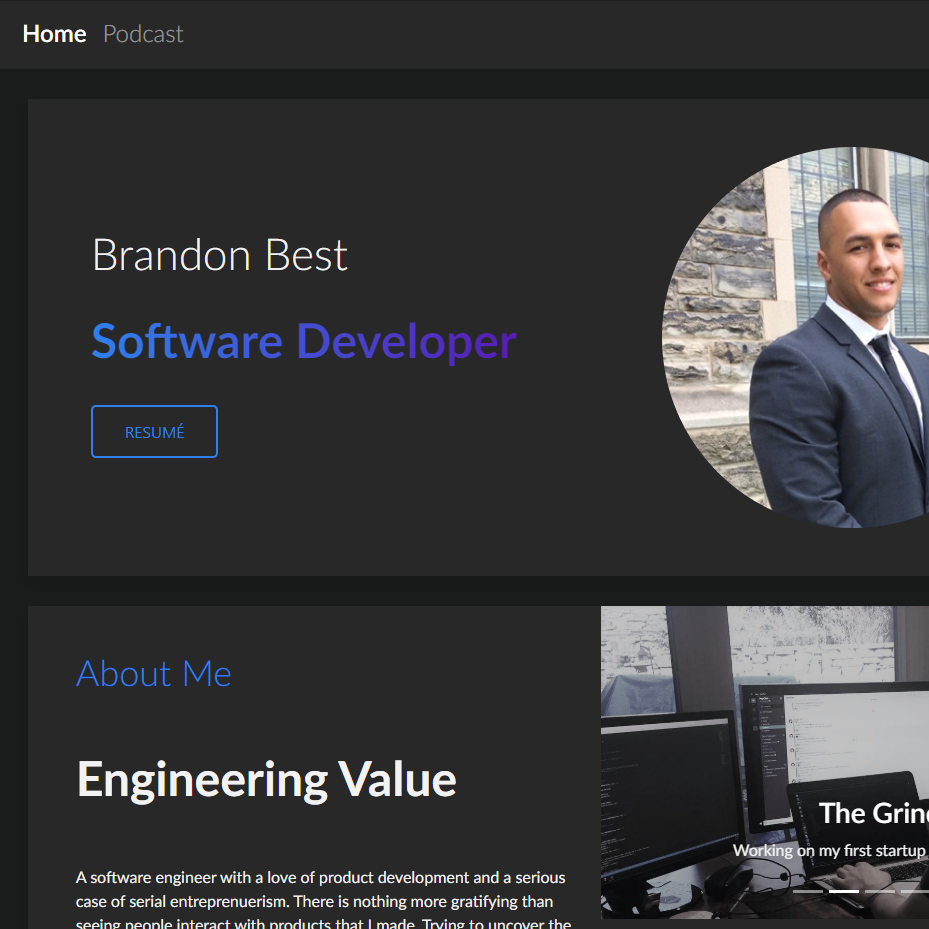 Home Podcast
Brandon Best
Software Developer
RESUMÉ
About Me
Engineering Value
A software engineer with a love of product development and a serious
case of serial entreprenuerism. There is nothing more gratifying than
seeing people interact with products that I made. Trying to uncover the
The Grin
Working on my first startup